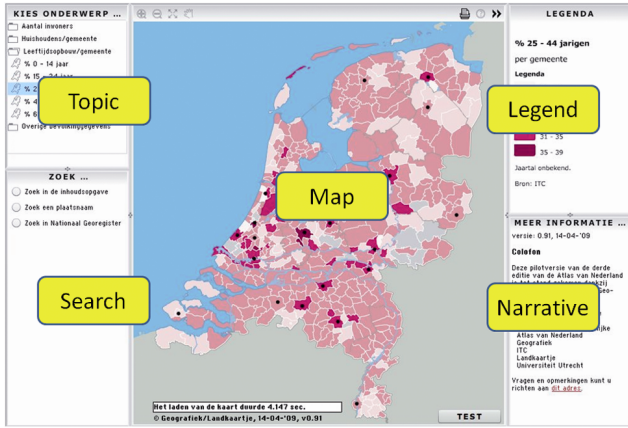 KIES ONDERWERP ...
Aantal inwoners
Huishoudens/gemeente
Leeftijdsopbouw/gemeente
% 0 - 14 jaar
% 15 - 24 jaar
% 2
% 4
% 6
Overige bevolkingsgegevens
Topic
ZOEK ...
Zoek in de inhoudsopgave
Zoek een plaatsnaam
Zoek in Nationaal Georegister
Search
Map
Het laden van de kaart duurde 4.147 sec.
© Geografiek/Landkaartje, 14-04-'09, v0.91
TEST
LEGENDA
% 25 - 44 jarigen
per gemeente
Legenda
Legend
31 - 35
35 - 39
Jaartal onbekend.
Bron: ITC
MEER INFORMATIE ...
versie: 0.91, 14-04-'09
Colofon
Deze pilotversie van de derde
editie van de Atlas van Nederland
Narrative
Atlas van Nederland
Geografiek
ITC
Landkaartje
Universiteit Utrecht
Vragen en opmerkingen kunt u
richten aan dit adres.